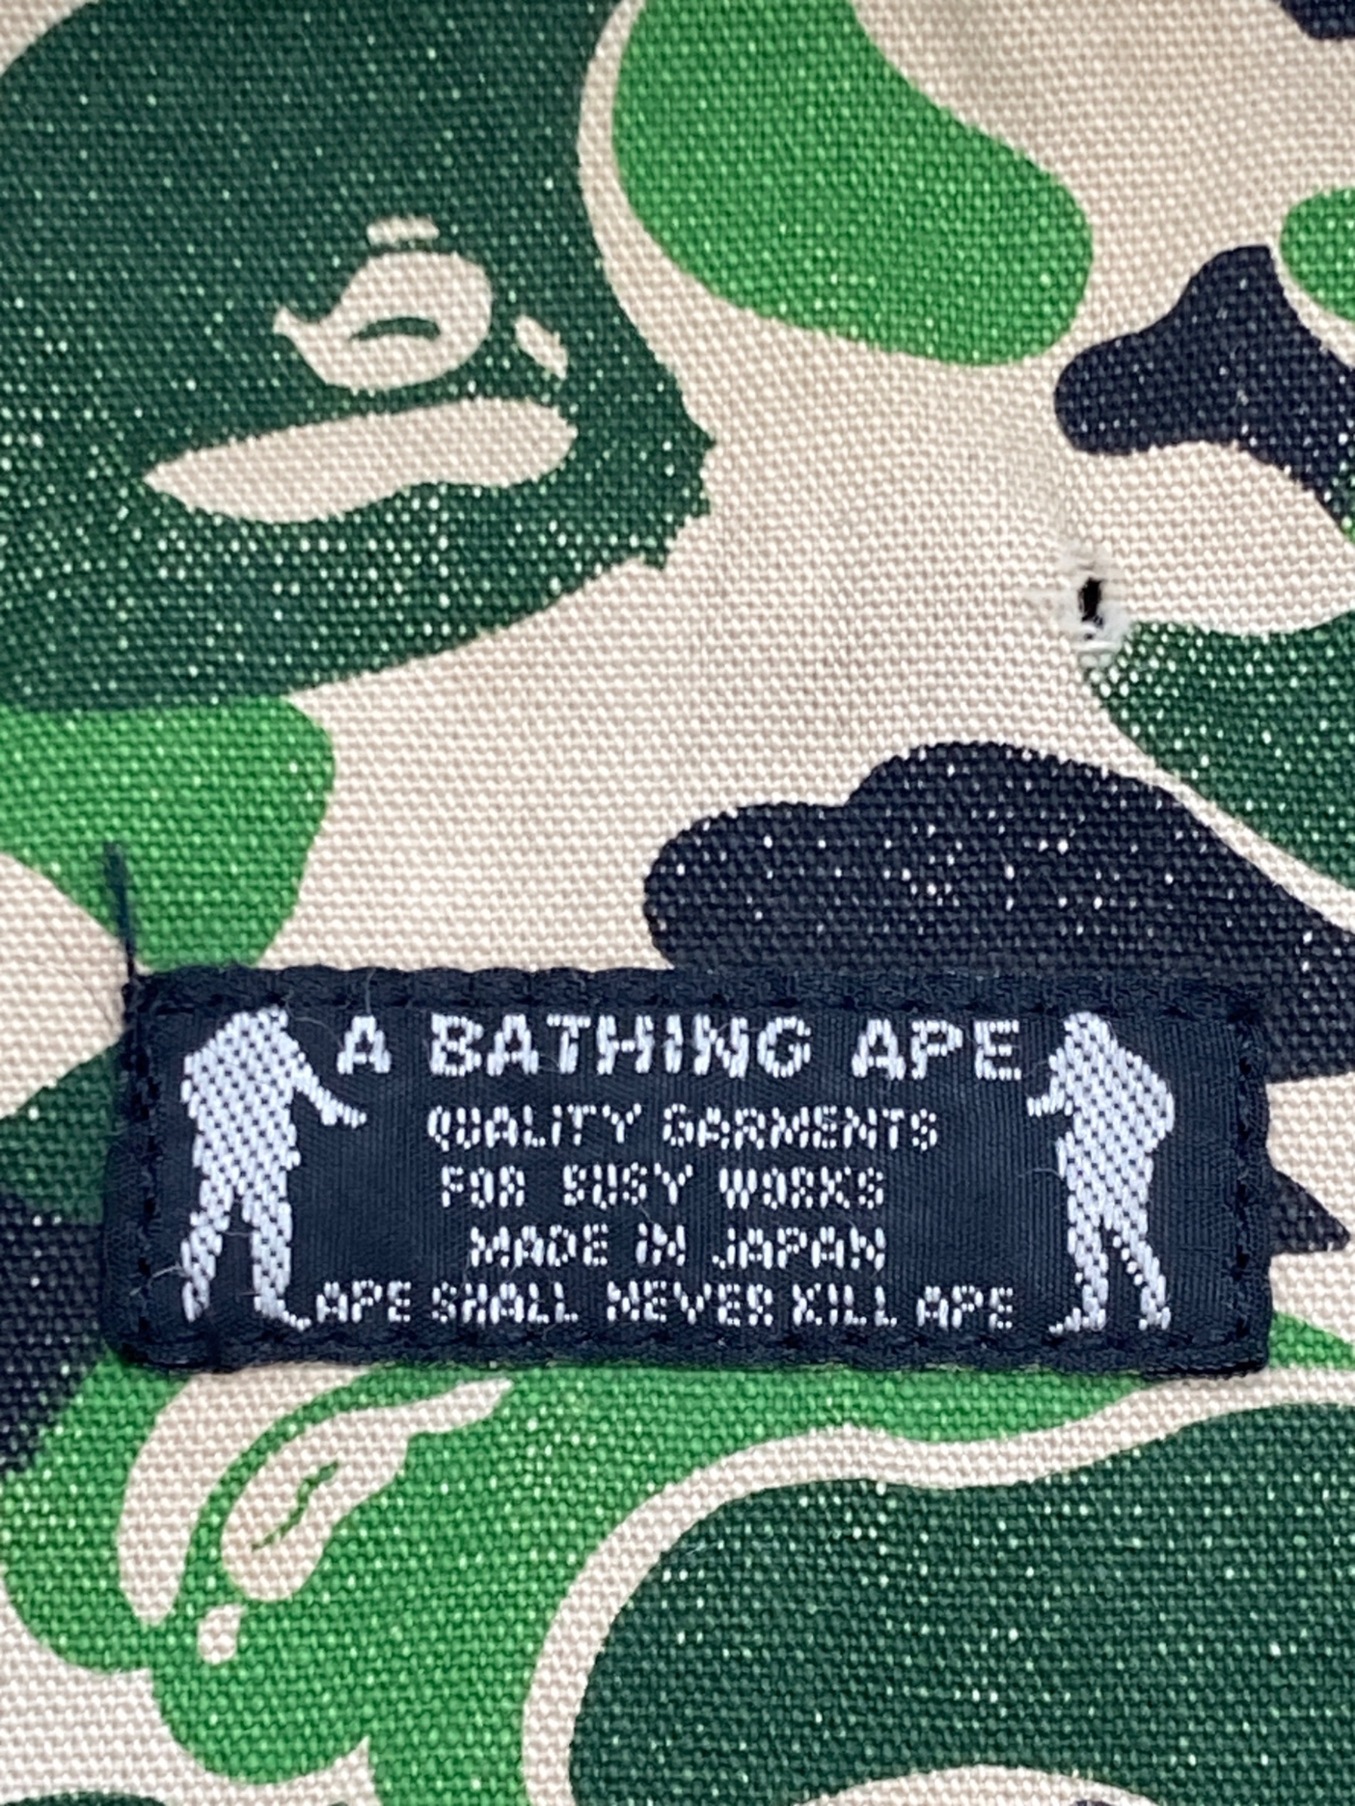 A BATHING APE
QUALITY GARMENTS
FOR BUSY WORKS
MADE IN JAPAN
APE SHALL NEVER KILL APE